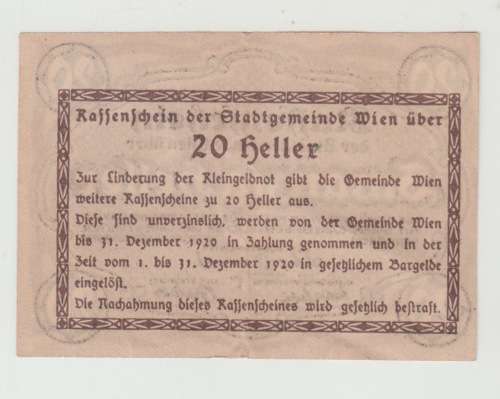 Kassenschein der Stadtgemeinde Wien über
20 Heller
Zur Linderung der Kleingeldnot gibt die Gemeinde Wien
weitere Kassenscheine zu 20 Heller aus.
Diese sind unverzinslich, werden von der Gemeinde Wien
bis 31. Dezember 1920 in Zahlung genommen und in der
Zeit vom 1. bis 31. Dezember 1920 in gesetzlichem Bargelde
eingelöst.
Die Nachahmung dieses Kassenscheines wird gesetzlich bestraft.